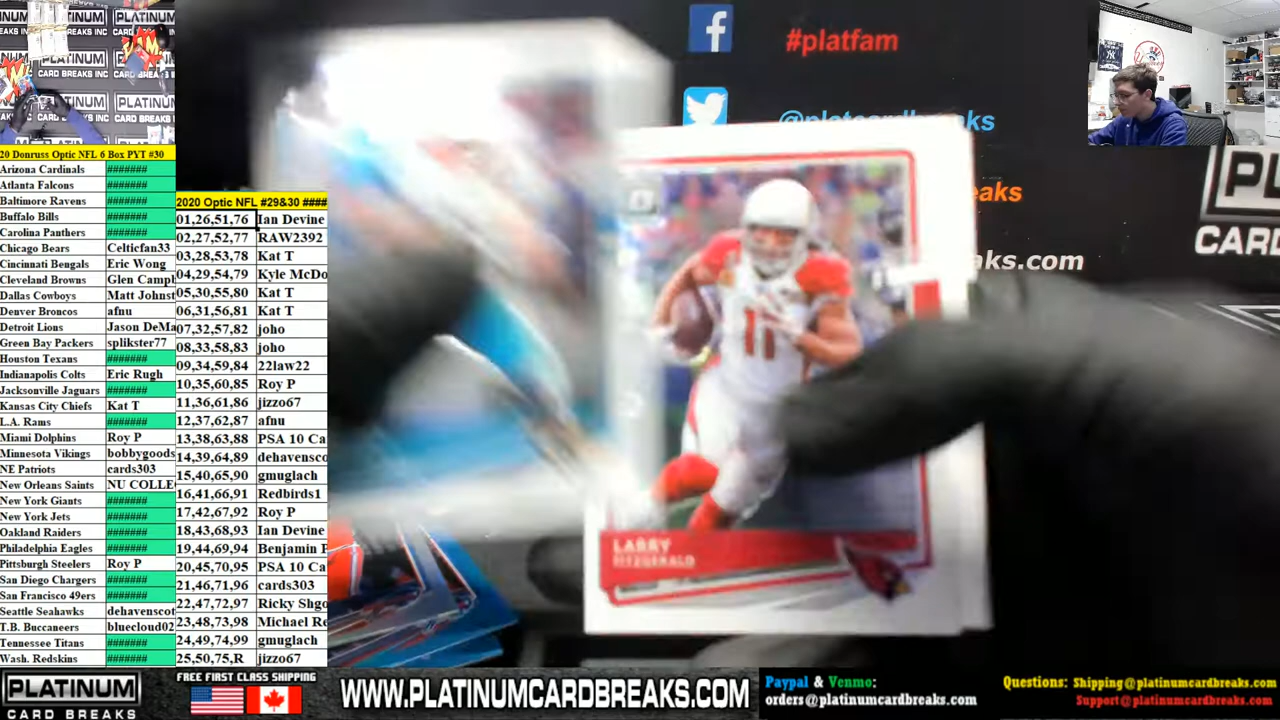 PLATINUM
CARD BREAKS INC
20 Donruss Optic NFL 6 Box PYT #30
Arizona Cardinals #######
Atlanta Falcons #######
Baltimore Ravens #######
Buffalo Bills #######
Carolina Panthers #######
Chicago Bears Celticfan33
Cincinnati Bengals Eric Wong
Cleveland Browns Glen Campb
Dallas Cowboys Matt Johnst
Denver Broncos afnu
Detroit Lions Jason DeMa
Green Bay Packers splikster77
Houston Texans #######
Indianapolis Colts Eric Rugh
Jacksonville Jaguars #######
Kansas City Chiefs Kat T
L.A. Rams #######
Miami Dolphins Roy P
Minnesota Vikings bobbygoods
NE Patriots cards303
New Orleans Saints NU COLLE
New York Giants #######
New York Jets #######
Oakland Raiders #######
Philadelphia Eagles #######
Pittsburgh Steelers Roy P
San Diego Chargers #######
San Francisco 49ers #######
Seattle Seahawks dehavenscot
T.B. Buccaneers bluecloud02
Tennessee Titans #######
Wash. Redskins #######
2020 Optic NFL #29&30 ####
01,26,51,76 Ian Devine
02,27,52,77 RAW2392
03,28,53,78 Kat T
04,29,54,79 Kyle McDo
05,30,55,80 Kat T
06,31,56,81 Kat T
07,32,57,82 joho
08,33,58,83 joho
09,34,59,84 22law22
10,35,60,85 Roy P
11,36,61,86 jizzo67
12,37,62,87 afnu
13,38,63,88 PSA 10 Ca
14,39,64,89 dehavensco
15,40,65,90 gmuglach
16,41,66,91 Redbirds1
17,42,67,92 Roy P
18,43,68,93 Ian Devine
19,44,69,94 Benjamin F
20,45,70,95 PSA 10 Ca
21,46,71,96 cards303
22,47,72,97 Ricky Shgo
23,48,73,98 Michael Re
24,49,74,99 gmuglach
25,50,75,R jizzo67
#platfam
ks.com
PL
CARD
11
LARRY
FITZGERALD
PLATINUM
CARD BREAKS
FREE FIRST CLASS SHIPPING
WWW.PLATINUMCARDBREAKS.COM
Paypal & Venmo:
orders@platinumcardbreaks.com
Questions: Shipping@platinumcardbreaks.com
Support@platinumcardbreaks.com